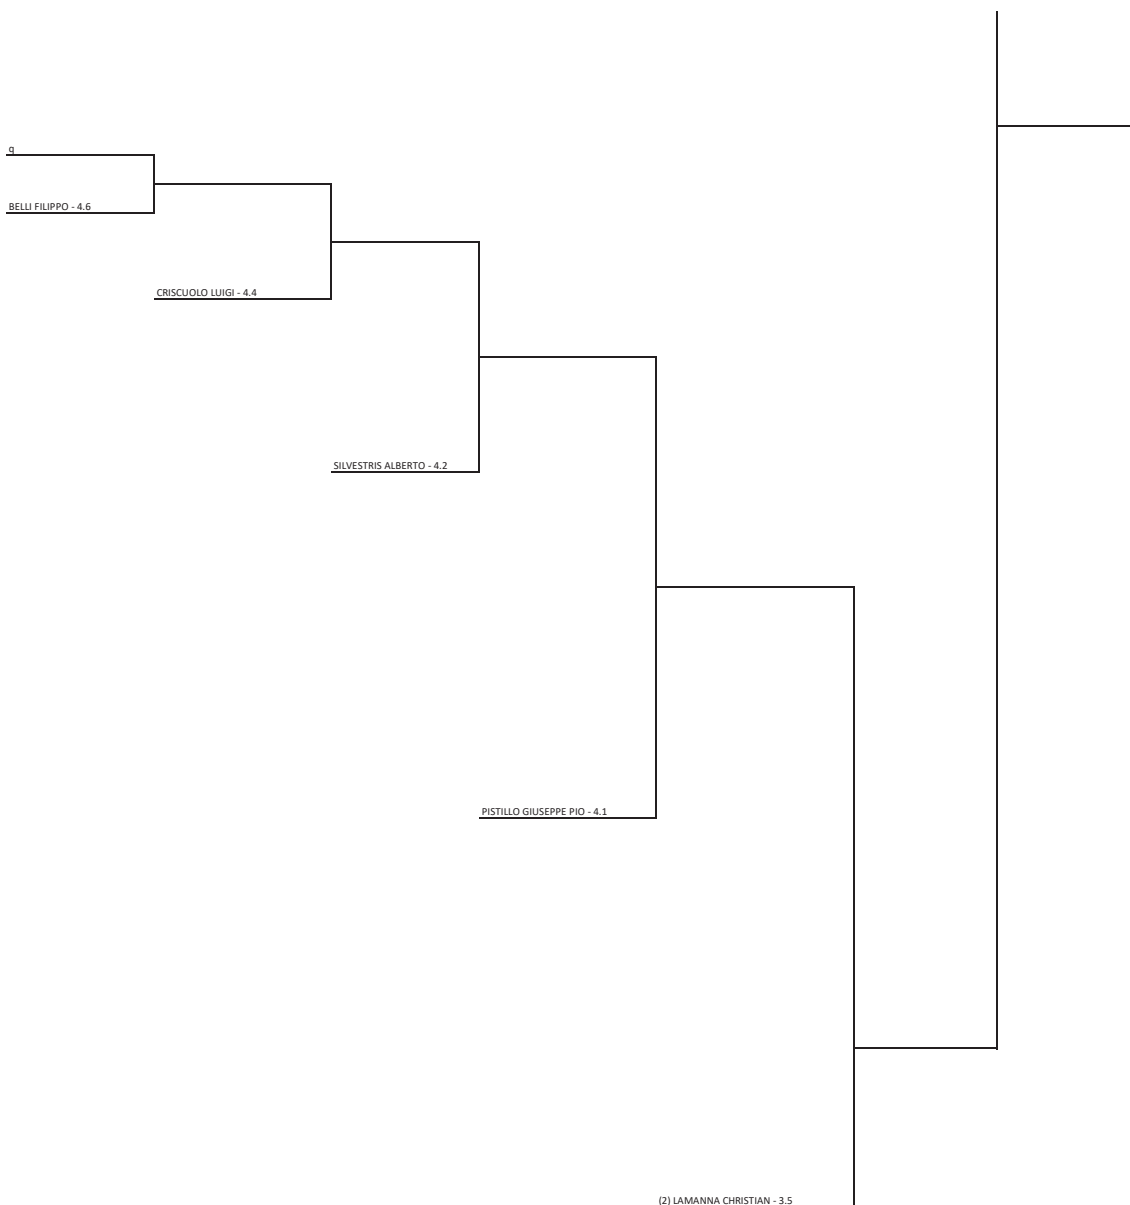 q
BELLI FILIPPO - 4.6
CRISCUOLO LUIGI - 4.4
SILVESTRIS ALBERTO - 4.2
PISTILLO GIUSEPPE PIO - 4.1
(2) LAMANNA CHRISTIAN - 3.5